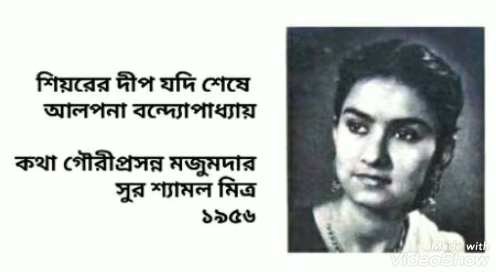 শিয়রের দীপ যদি শেষে
আলপনা বন্দ্যোপাধ্যায়
কথা গৌরীপ্রসন্ন মজুমদার
সুর শ্যামল মিত্র
১৯৫৬
Made with
VideoShow